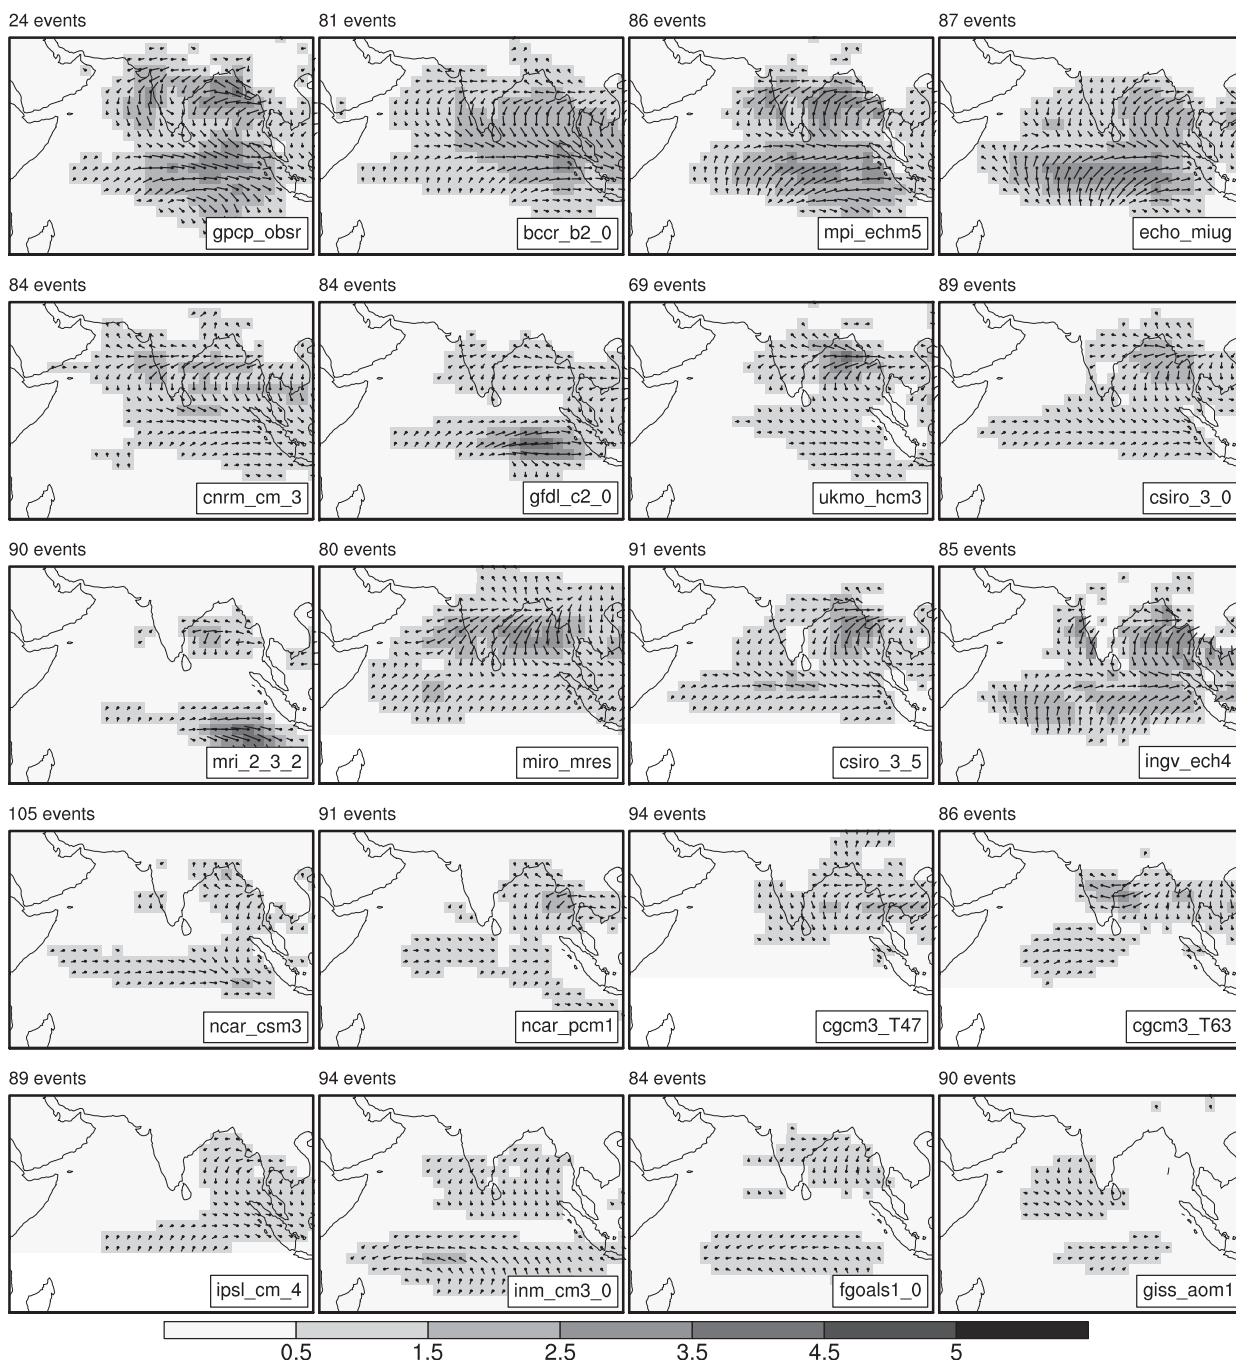 24 events
81 events
86 events
87 events
gpcp_obsr
bccr_b2_0
mpi_echm5
echo_miug
84 events
84 events
69 events
89 events
cnrm_cm_3
gfdl_c2_0
ukmo_hcm3
csiro_3_0
90 events
80 events
91 events
85 events
mri_2_3_2
miro_mres
csiro_3_5
ingv_ech4
105 events
91 events
94 events
86 events
ncar_csm3
ncar_pcm1
cgcm3_T47
cgcm3_T63
89 events
94 events
84 events
90 events
ipsl_cm_4
inm_cm3_0
fgoals1_0
giss_aom1
0.5 1.5 2.5 3.5 4.5 5